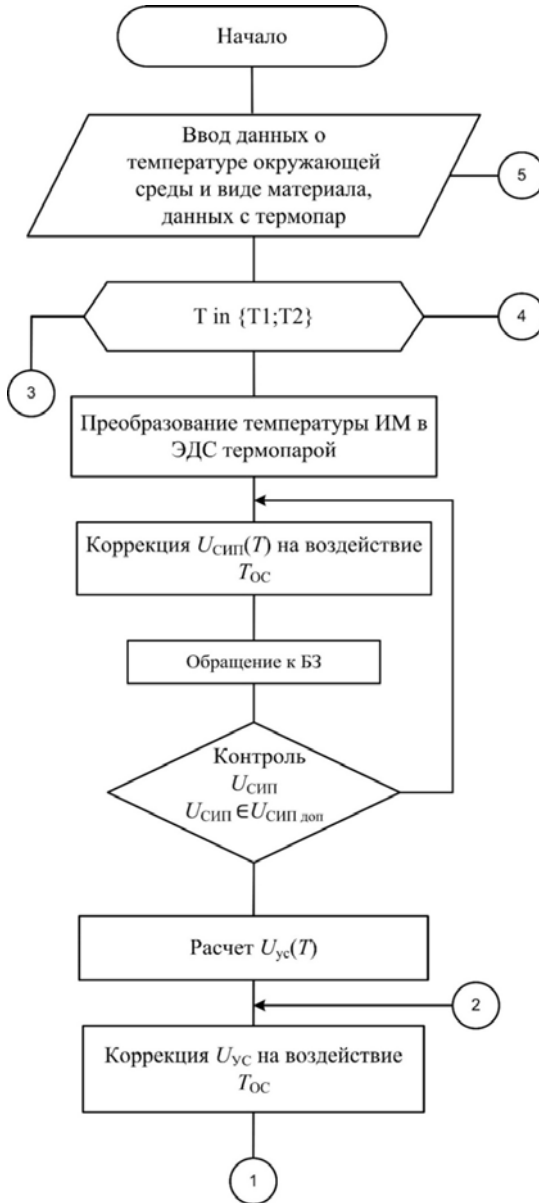 Начало
Ввод данных о
температуре окружающей
среды и виде материала,
данных с термопар
5
T in {T1;T2}
3
4
Преобразование температуры ИМ в
ЭДС термопарой
Коррекция UСИП(T) на воздействие
TОС
Обращение к БЗ
Контроль
UСИП
UСИП ∈UСИП доп
Расчет Uус(T)
2
Коррекция UУС на воздействие
TОС
1